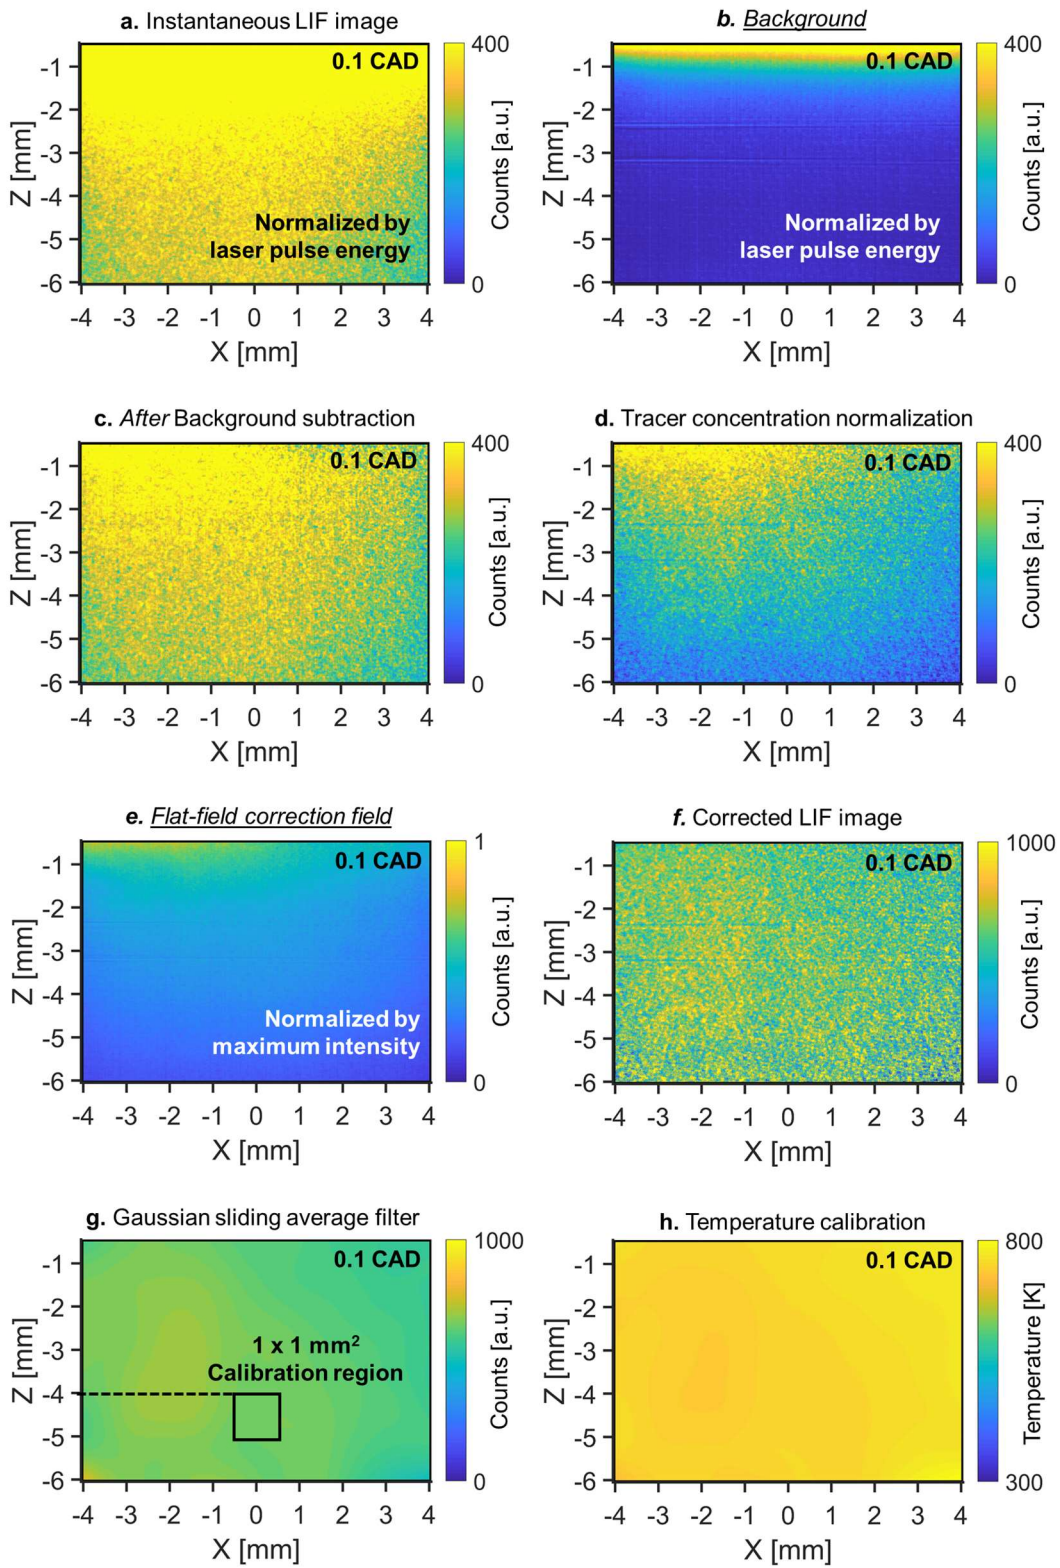 a. Instantaneous LIF image
0.1 CAD
Normalized by
laser pulse energy
-1
-2
-3
-4
-5
-6
Z [mm]
-4 -3 -2 -1 0 1 2 3 4
X [mm]
400
0
Counts [a.u.]
b. Background
0.1 CAD
Normalized by
laser pulse energy
-1
-2
-3
-4
-5
-6
Z [mm]
-4 -3 -2 -1 0 1 2 3 4
X [mm]
400
0
Counts [a.u.]
c. After Background subtraction
0.1 CAD
-1
-2
-3
-4
-5
-6
Z [mm]
-4 -3 -2 -1 0 1 2 3 4
X [mm]
400
0
Counts [a.u.]
d. Tracer concentration normalization
0.1 CAD
-1
-2
-3
-4
-5
-6
Z [mm]
-4 -3 -2 -1 0 1 2 3 4
X [mm]
400
0
Counts [a.u.]
e. Flat-field correction field
0.1 CAD
Normalized by
maximum intensity
-1
-2
-3
-4
-5
-6
Z [mm]
-4 -3 -2 -1 0 1 2 3 4
X [mm]
1
0
Counts [a.u.]
f. Corrected LIF image
0.1 CAD
-1
-2
-3
-4
-5
-6
Z [mm]
-4 -3 -2 -1 0 1 2 3 4
X [mm]
1000
0
Counts [a.u.]
g. Gaussian sliding average filter
0.1 CAD
1 x 1 mm²
Calibration region
-1
-2
-3
-4
-5
-6
Z [mm]
-4 -3 -2 -1 0 1 2 3 4
X [mm]
1000
0
Counts [a.u.]
h. Temperature calibration
0.1 CAD
-1
-2
-3
-4
-5
-6
Z [mm]
-4 -3 -2 -1 0 1 2 3 4
X [mm]
800
300
Temperature [K]